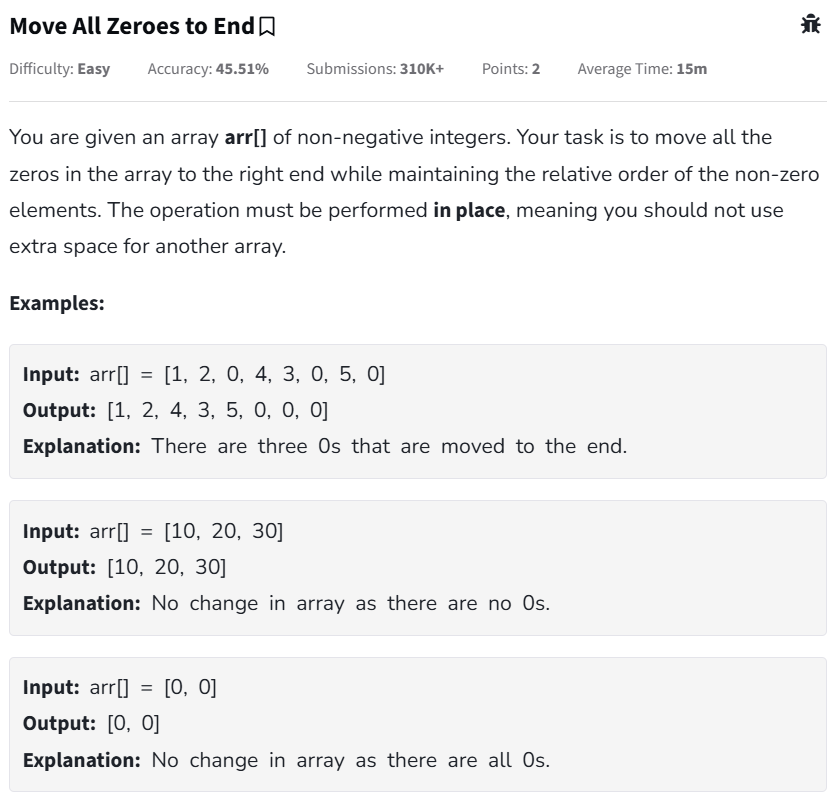 Move All Zeroes to End
Difficulty: Easy Accuracy: 45.51% Submissions: 310K+ Points: 2 Average Time: 15m
You are given an array arr[] of non-negative integers. Your task is to move all the
zeros in the array to the right end while maintaining the relative order of the non-zero
elements. The operation must be performed in place, meaning you should not use
extra space for another array.
Examples:
Input: arr[] = [1, 2, 0, 4, 3, 0, 5, 0]
Output: [1, 2, 4, 3, 5, 0, 0, 0]
Explanation: There are three 0s that are moved to the end.
Input: arr[] = [10, 20, 30]
Output: [10, 20, 30]
Explanation: No change in array as there are no 0s.
Input: arr[] = [0, 0]
Output: [0, 0]
Explanation: No change in array as there are all 0s.